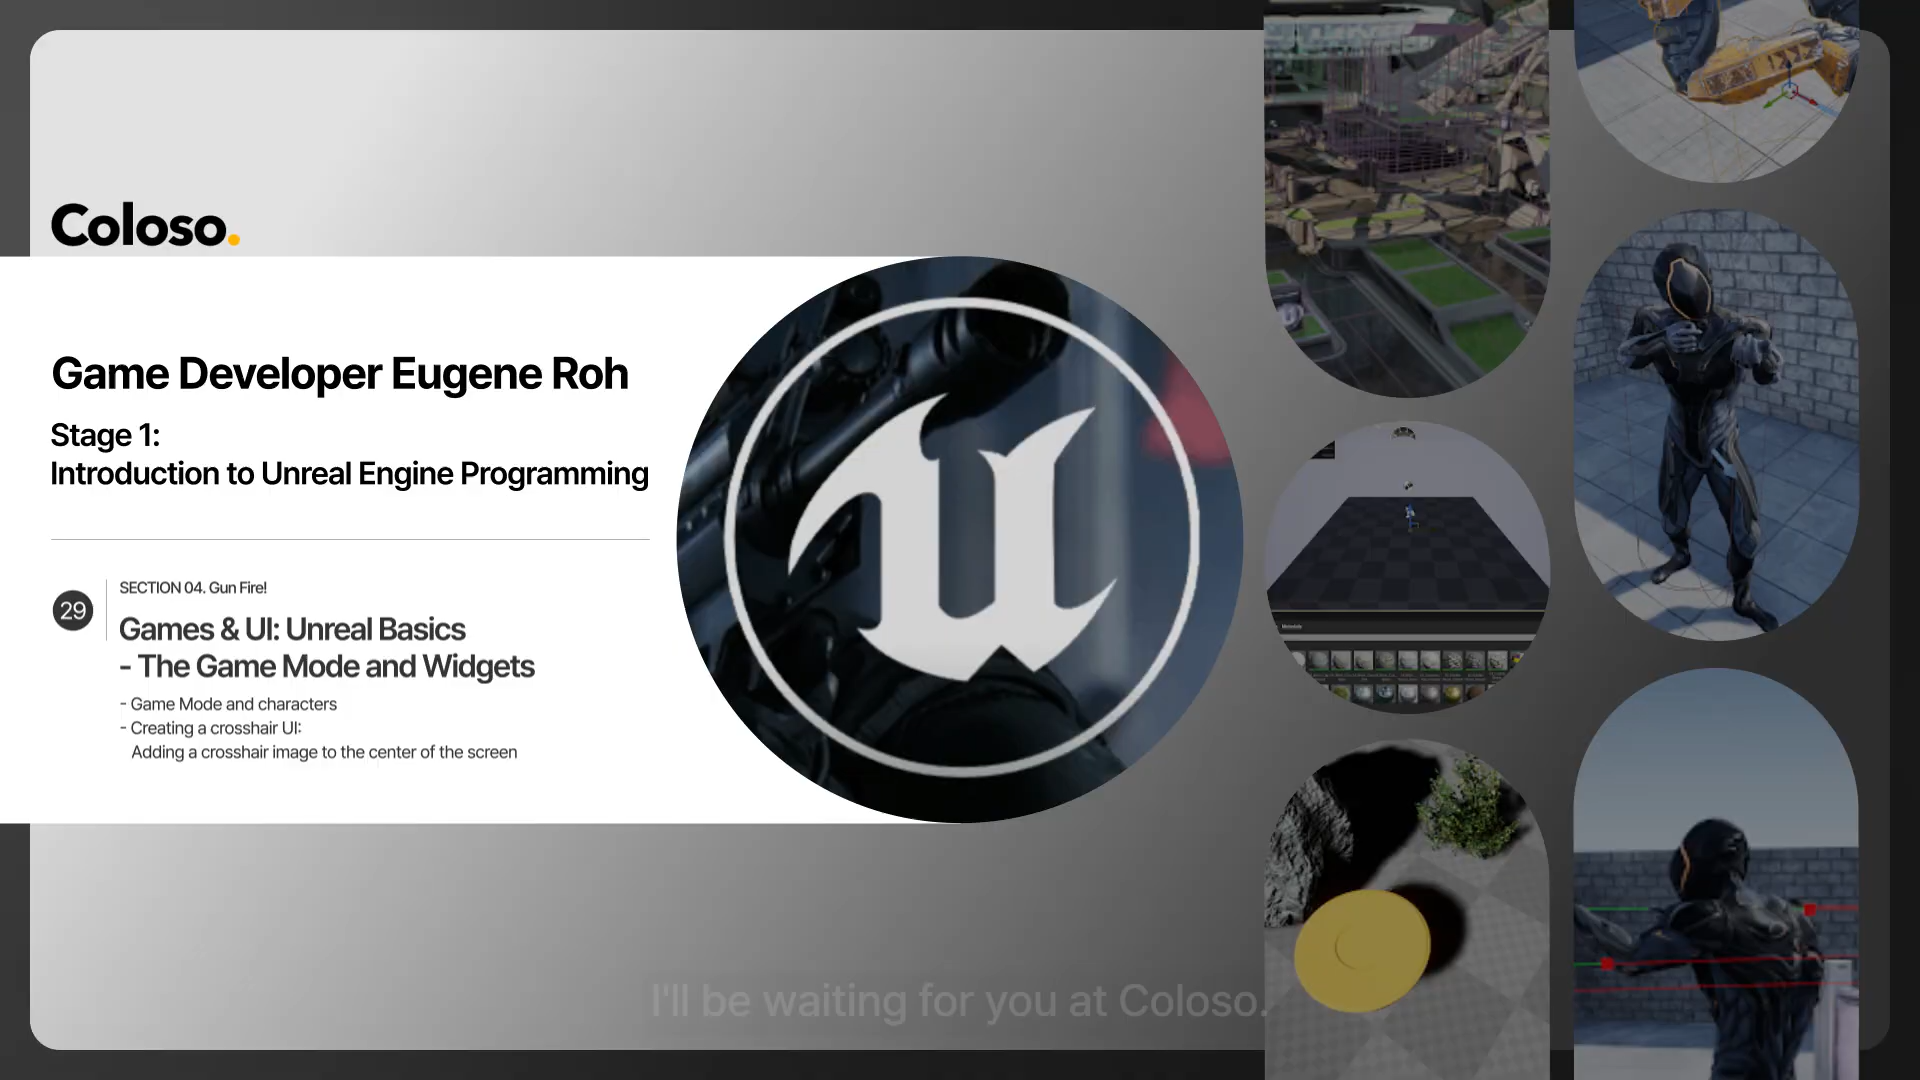 Coloso.
Game Developer Eugene Roh
Stage 1:
Introduction to Unreal Engine Programming
29
SECTION 04. Gun Fire!
Games & UI: Unreal Basics
- The Game Mode and Widgets
- Game Mode and characters
- Creating a crosshair UI:
Adding a crosshair image to the center of the screen
I'll be waiting for you at Coloso.